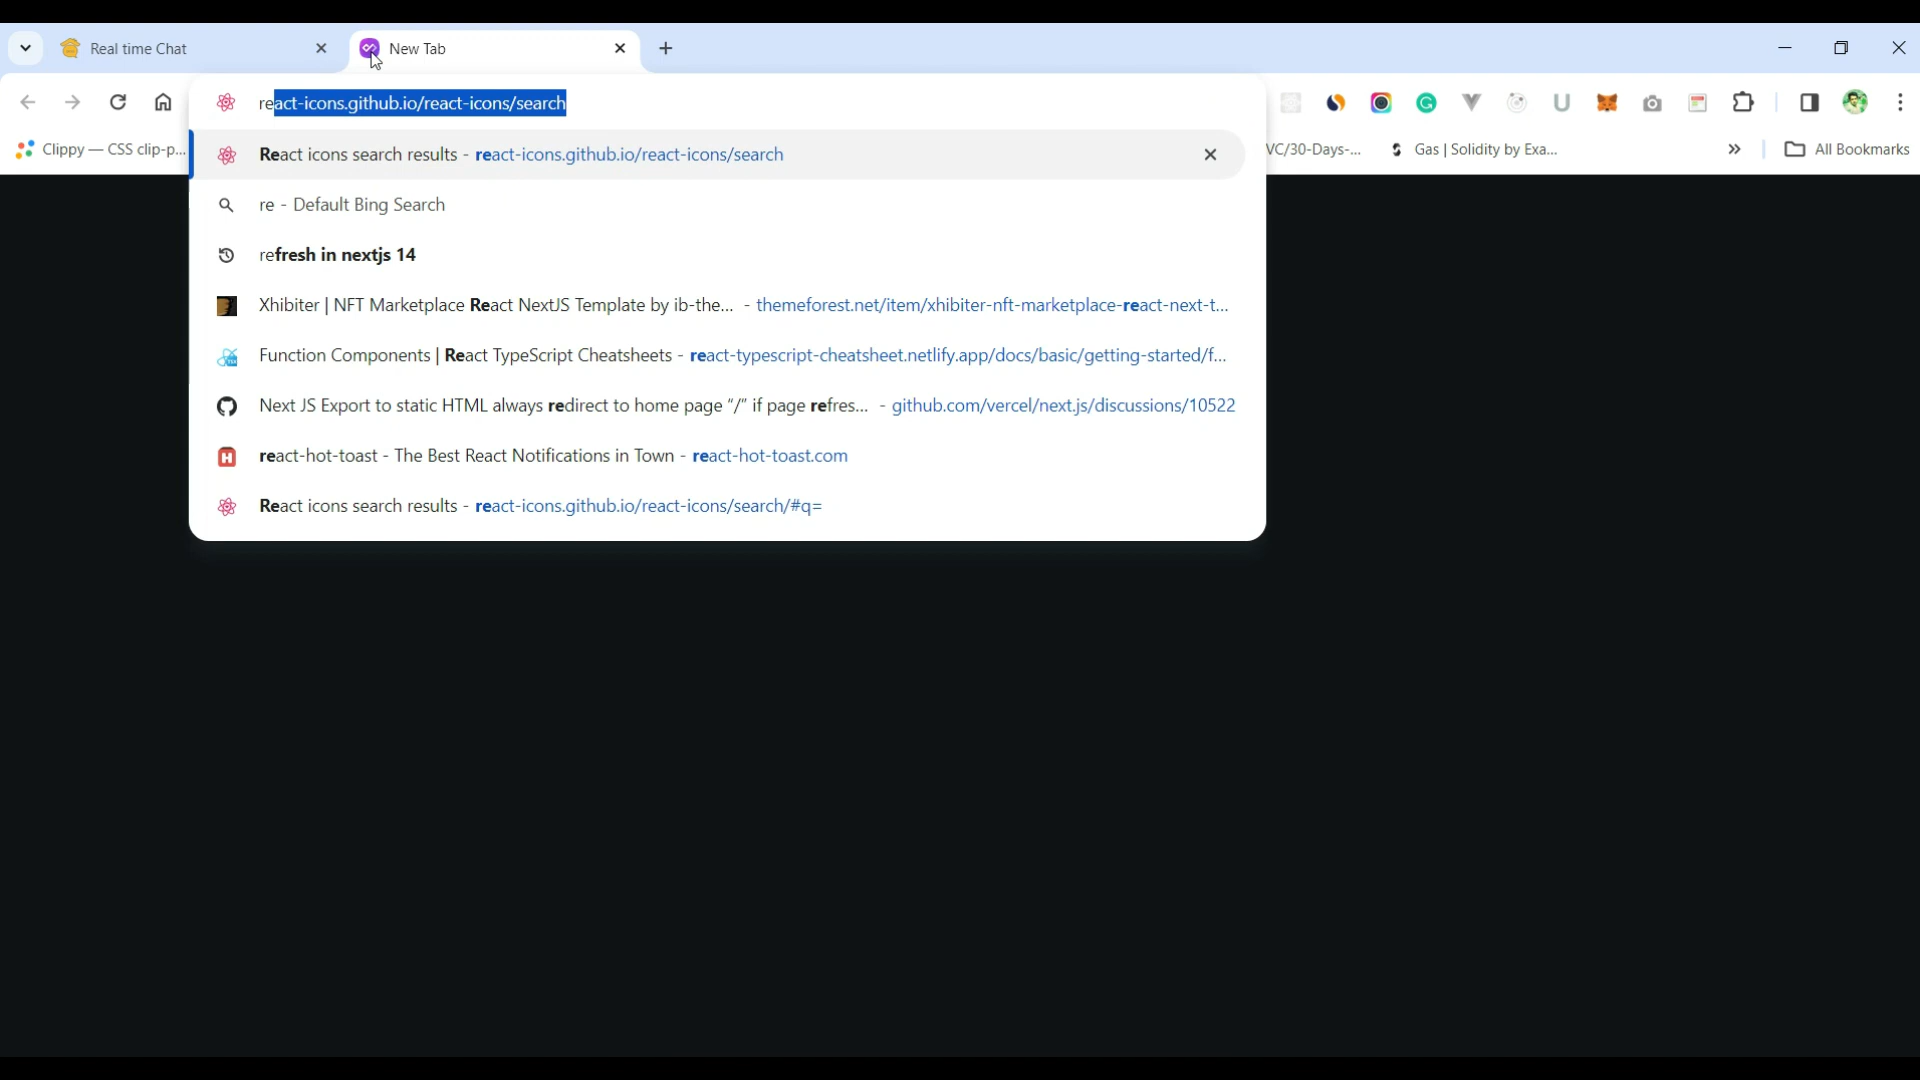 Real time Chat
New Tab
react-icons.github.io/react-icons/search
Clippy — CSS clip-p...
VC/30-Days-...
Gas | Solidity by Exa...
All Bookmarks
React icons search results - react-icons.github.io/react-icons/search
re - Default Bing Search
refresh in nextjs 14
Xhibiter | NFT Marketplace React NextJS Template by ib-the... - themeforest.net/item/xhibiter-nft-marketplace-react-next-t...
Function Components | React TypeScript Cheatsheets - react-typescript-cheatsheet.netlify.app/docs/basic/getting-started/f...
Next JS Export to static HTML always redirect to home page "/" if page refres... - github.com/vercel/next.js/discussions/10522
react-hot-toast - The Best React Notifications in Town - react-hot-toast.com
React icons search results - react-icons.github.io/react-icons/search/#q=